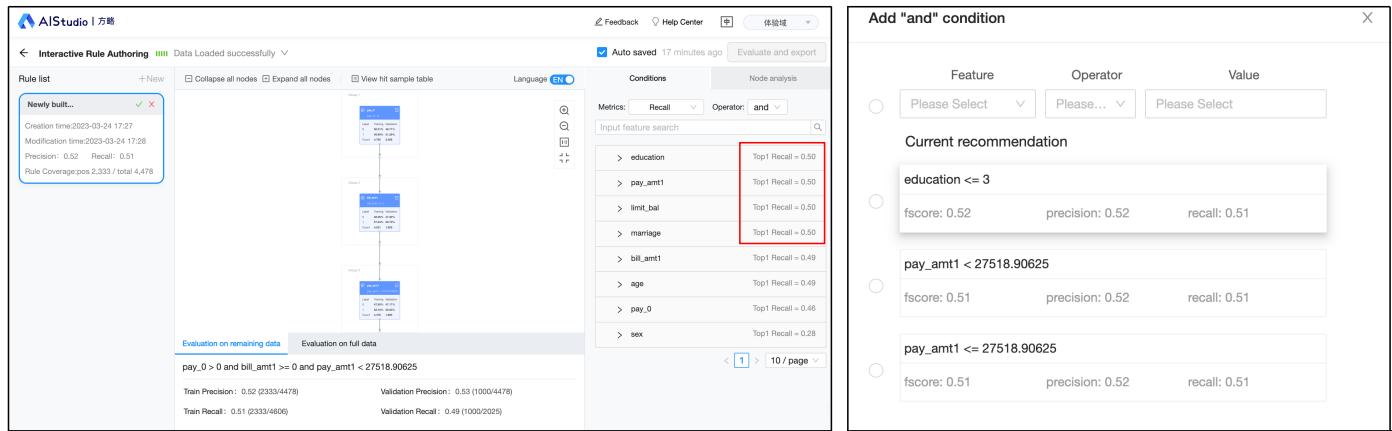 AIStudio | 方略
Feedback Help Center 中 体验域
Interactive Rule Authoring Data Loaded successfully
Auto saved 17 minutes ago Evaluate and export
Rule list +New
Collapse all nodes Expand all nodes View hit sample table Language EN
Conditions Node analysis
Newly built...
Creation time:2023-03-24 17:27
Modification time:2023-03-24 17:28
Precision: 0.52 Recall: 0.51
Rule Coverage:pos 2,333 / total 4,478
Metrics: Recall Operator: and
Input feature search
education Top1 Recall = 0.50
pay_amt1 Top1 Recall = 0.50
limit_bal Top1 Recall = 0.50
marriage Top1 Recall = 0.50
bill_amt1 Top1 Recall = 0.49
age Top1 Recall = 0.49
pay_0 Top1 Recall = 0.46
sex Top1 Recall = 0.28
< 1 > 10 / page
Evaluation on remaining data Evaluation on full data
pay_0 > 0 and bill_amt1 >= 0 and pay_amt1 < 27518.90625
Train Precision: 0.52 (2333/4478) Validation Precision: 0.53 (1000/4478)
Train Recall: 0.51 (2333/4606) Validation Recall: 0.49 (1000/2025)
Add "and" condition X
Feature Operator Value
Please Select Please... Please Select
Current recommendation
education <= 3
fscore: 0.52 precision: 0.52 recall: 0.51
pay_amt1 < 27518.90625
fscore: 0.51 precision: 0.52 recall: 0.51
pay_amt1 <= 27518.90625
fscore: 0.51 precision: 0.52 recall: 0.51